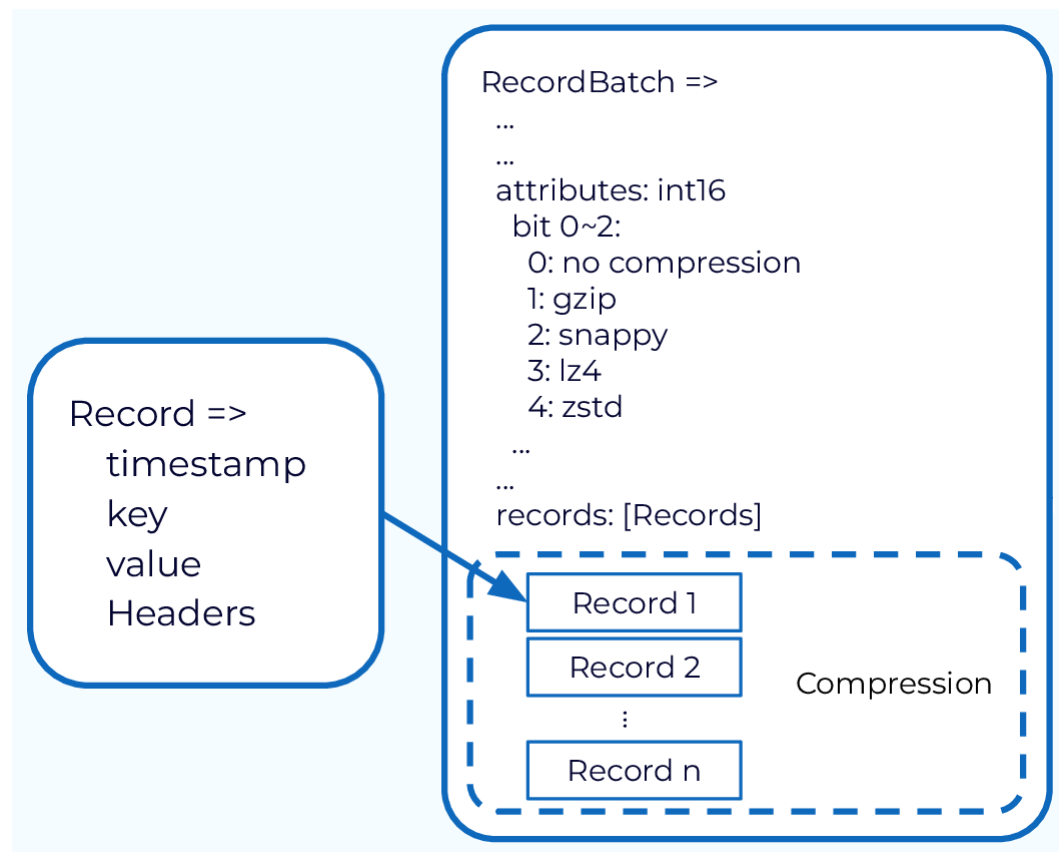 RecordBatch =>
...
...
attributes: int16
bit 0~2:
0: no compression
1: gzip
2: snappy
3: lz4
4: zstd
...
...
records: [Records]
Record =>
timestamp
key
value
Headers
Record 1
Record 2
...
Record n
Compression